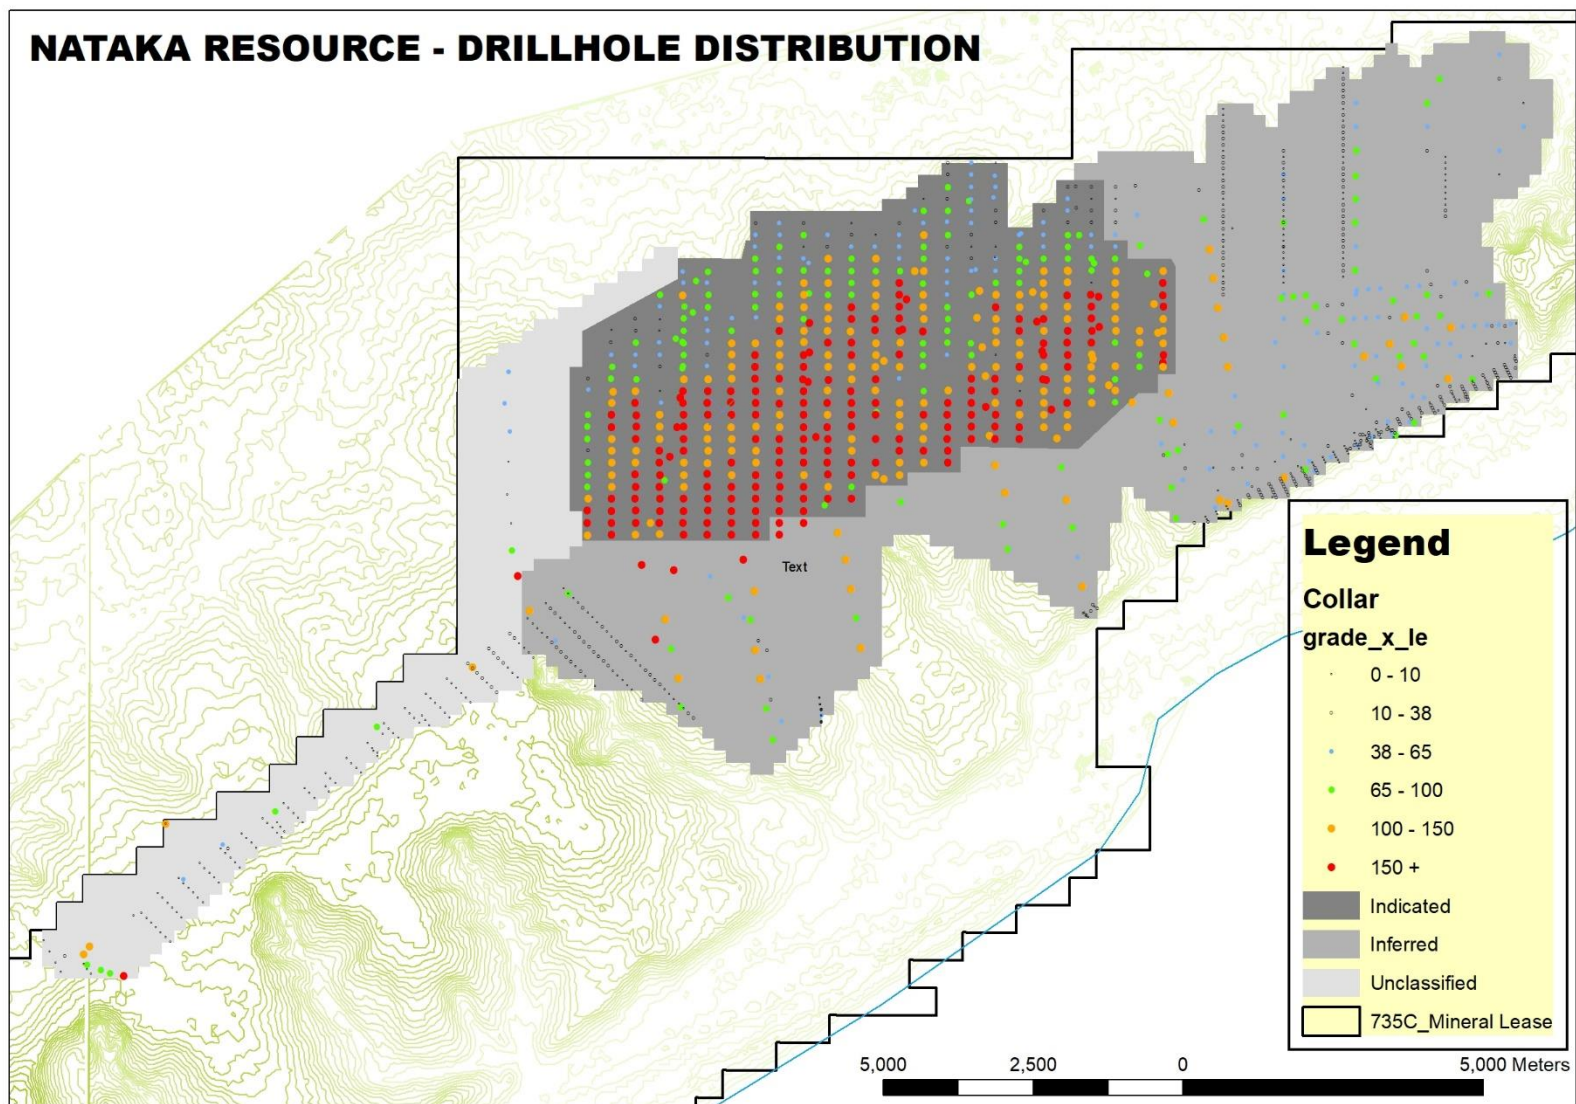 NATAKA RESOURCE - DRILLHOLE DISTRIBUTION
Text
Legend
Collar
grade_x_le
0 - 10
10 - 38
38 - 65
65 - 100
100 - 150
150 +
Indicated
Inferred
Unclassified
735C_Mineral Lease
5,000 2,500 0 5,000 Meters